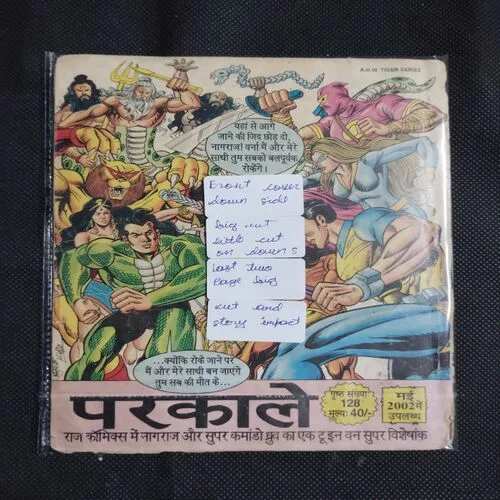 A.H.W. TIGER SERIES
यहां से आगे
जाने की जिद छोड़ दो,
नागराज! वर्ना मैं और मेरे
साथी तुम सबको बलपूर्वक
रोकेंगे।
Front cover
down side
big cut
little cut
on down s
Last two
page big
cut and
story impact
...क्योंकि रोके जाने पर
मैं और मेरे साथी बन जाएंगे
तुम सब की मौत के...
परकाले
पृष्ठ संख्या
128
मूल्यः 40/-
मई
2002 में
उपलब्ध
राज कॉमिक्स में नागराज और सुपर कमांडो ध्रुव का एक टू इन वन सुपर विशेषांक